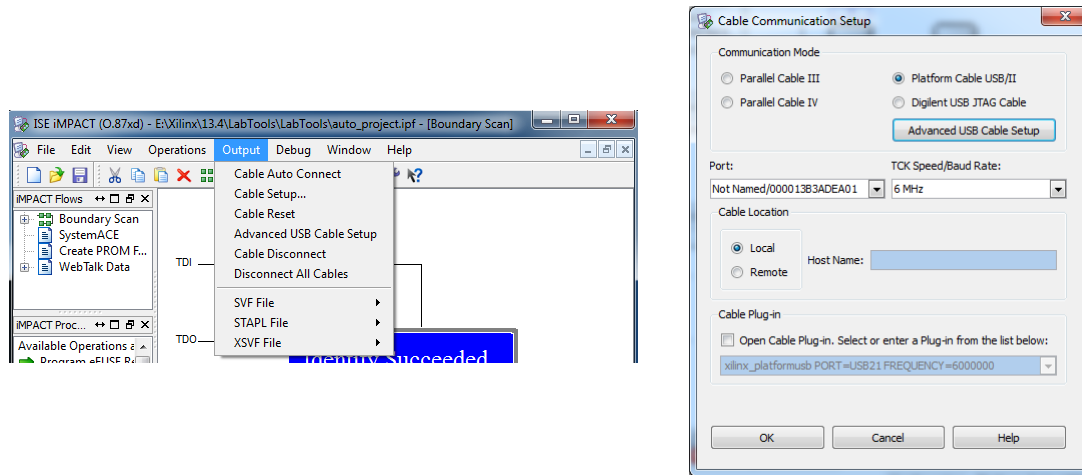 ISE iMPACT (O.87xd) - E:\Xilinx\13.4\LabTools\LabTools\auto_project.ipf - [Boundary Scan]
File Edit View Operations Output Debug Window Help
Cable Auto Connect
Cable Setup...
Cable Reset
Advanced USB Cable Setup
Cable Disconnect
Disconnect All Cables
SVF File
STAPL File
XSVF File
iMPACT Flows
Boundary Scan
SystemACE
Create PROM F...
WebTalk Data
iMPACT Proc...
Available Operations a
Program eFUSE Re
TDI
TDO
Identify Succeeded
Cable Communication Setup
Communication Mode
Parallel Cable III
Platform Cable USB/II
Parallel Cable IV
Digilent USB JTAG Cable
Advanced USB Cable Setup
Port:
TCK Speed/Baud Rate:
Not Named/000013B3ADEA01
6 MHz
Cable Location
Local
Remote
Host Name:
Cable Plug-in
Open Cable Plug-in. Select or enter a Plug-in from the list below:
xilinx_platformusb PORT=USB21 FREQUENCY=6000000
OK
Cancel
Help